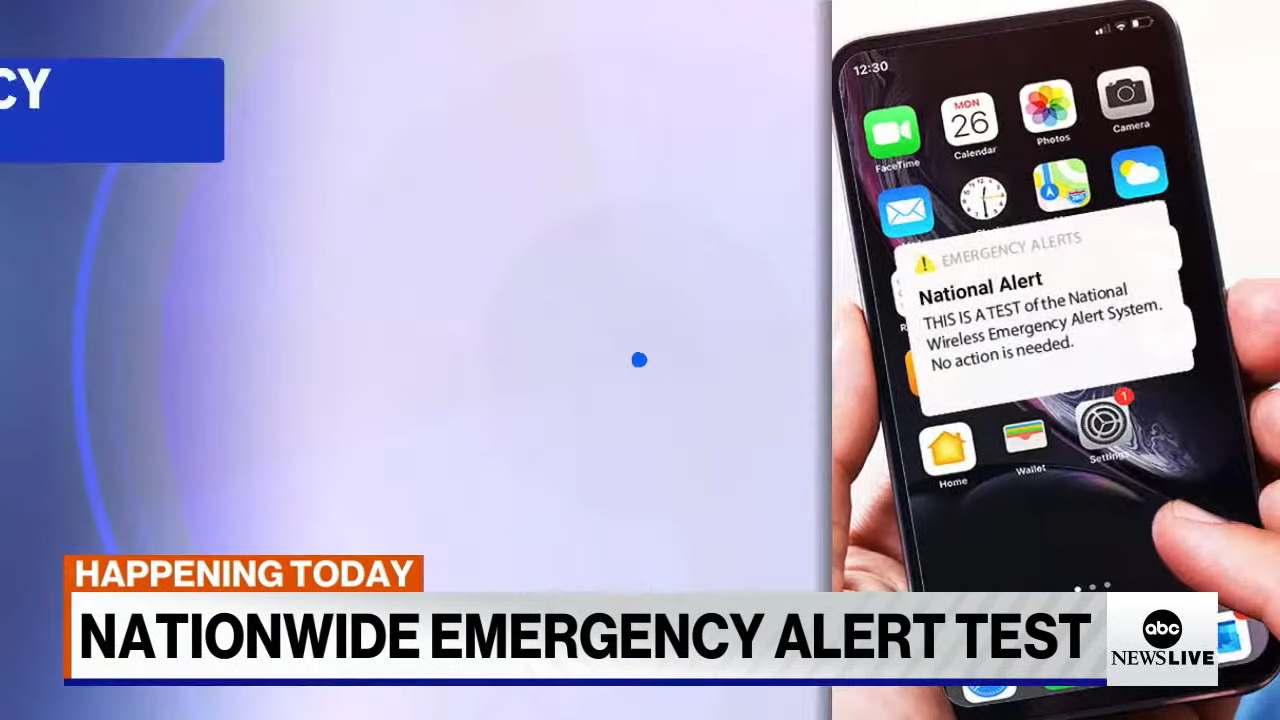 CY
12:30
MON
26
FaceTime
Calendar
Photos
Camera
280
EMERGENCY ALERTS
National Alert
THIS IS A TEST of the National
Wireless Emergency Alert System.
No action is needed.
1
Home
Wallet
Settings
HAPPENING TODAY
NATIONWIDE EMERGENCY ALERT TEST
abc
NEWS LIVE